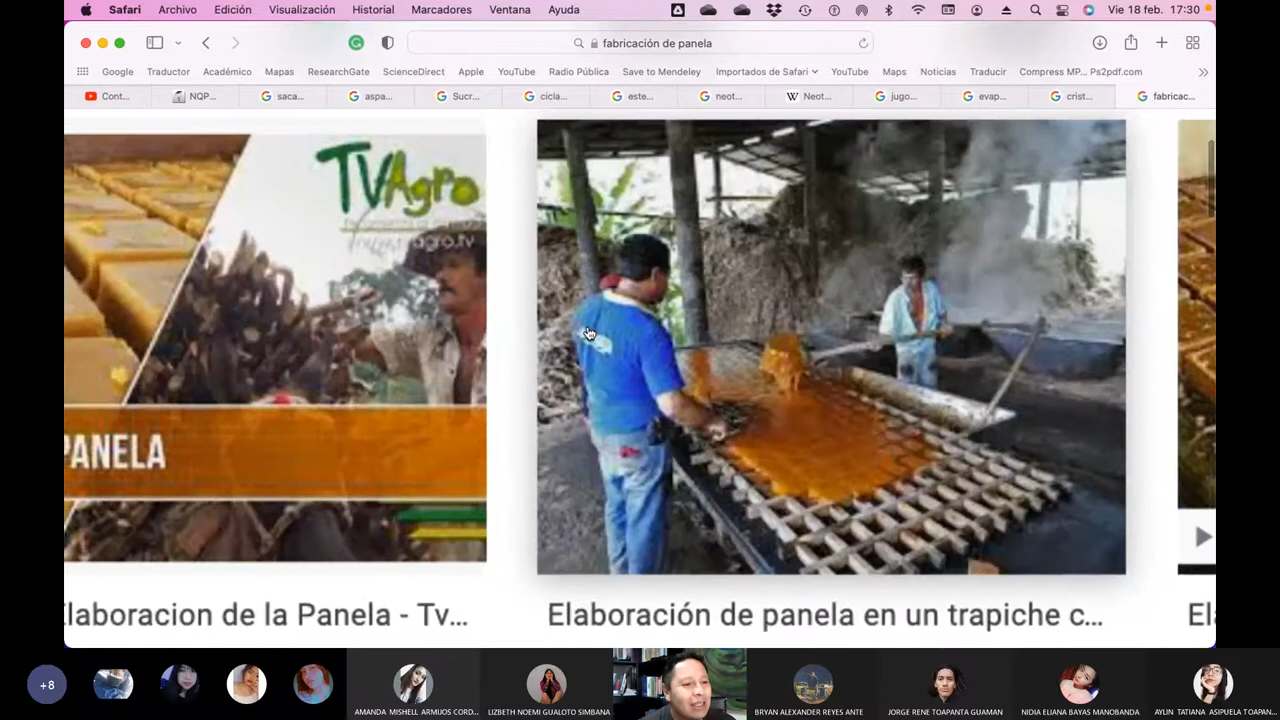 Safari Archivo Edición Visualización Historial Marcadores Ventana Ayuda Vie 18 feb. 17:30
fabricación de panela
Google Traductor Académico Mapas ResearchGate ScienceDirect Apple YouTube Radio Pública Save to Mendeley Importados de Safari YouTube Maps Noticias Traducir Compress MP... Ps2pdf.com
Cont... NQP... saca... aspa... Sucr... cicla... este... neot... Neot... jugo... evap... crist... fabricac...
TVAgro
PANELA
Elaboracion de la Panela - Tv...
Elaboración de panela en un trapiche c...
Ela
+8
AMANDA MISHELL ARMIJOS CORD...
LIZBETH NOEMI GUALOTO SIMBANA
BRYAN ALEXANDER REYES ANTE
JORGE RENE TOAPANTA GUAMAN
NIDIA ELIANA BAYAS MANOBANDA
AYLIN TATIANA ASIPUELA TOAPAN...